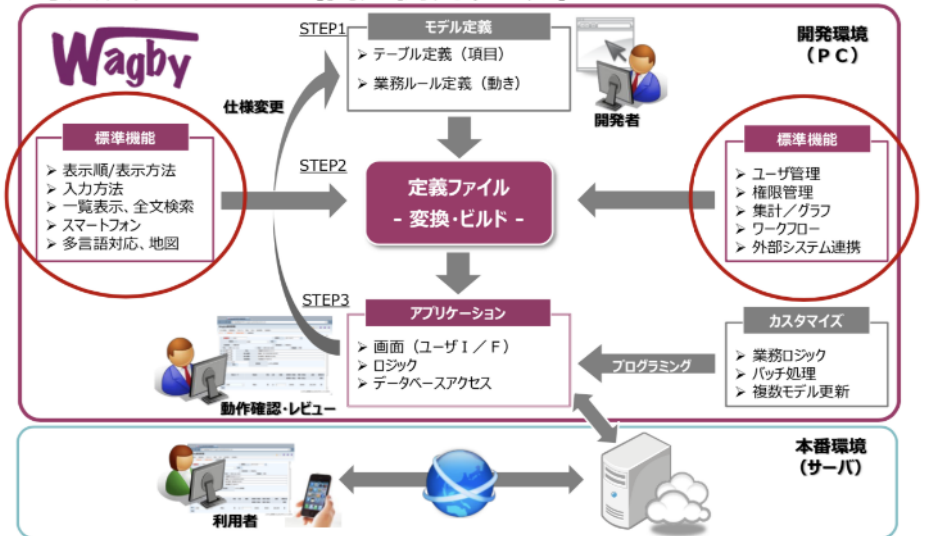 Wagby
開発環境
(PC)
STEP1
モデル定義
➢ テーブル定義（項目）
➢ 業務ルール定義（動き）
開発者
仕様変更
標準機能
➢ 表示順/表示方法
➢ 入力方法
➢ 一覧表示、全文検索
➢ スマートフォン
➢ 多言語対応、地図
STEP2
定義ファイル
- 変換・ビルド -
標準機能
➢ ユーザ管理
➢ 権限管理
➢ 集計／グラフ
➢ ワークフロー
➢ 外部システム連携
STEP3
アプリケーション
➢ 画面（ユーザＩ／Ｆ）
➢ ロジック
➢ データベースアクセス
動作確認・レビュー
プログラミング
カスタマイズ
➢ 業務ロジック
➢ バッチ処理
➢ 複数モデル更新
本番環境
（サーバ）
利用者